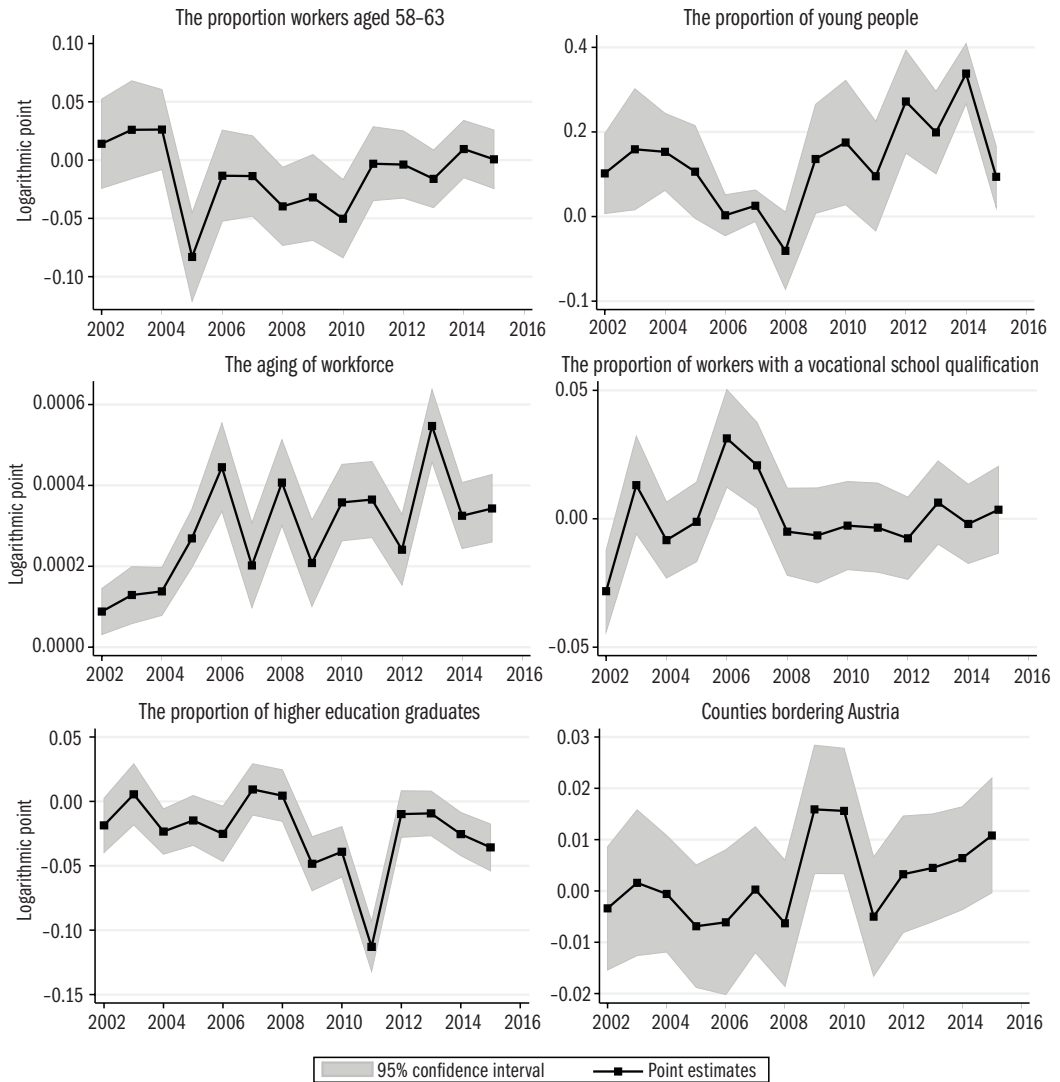 The proportion workers aged 58–63
Logarithmic point
0.10
0.05
0.00
−0.05
−0.10
2002 2004 2006 2008 2010 2012 2014 2016
The proportion of young people
0.4
0.2
0.0
−0.1
2002 2004 2006 2008 2010 2012 2014 2016
The aging of workforce
Logarithmic point
0.0006
0.0004
0.0002
0.0000
2002 2004 2006 2008 2010 2012 2014 2016
The proportion of workers with a vocational school qualification
0.05
0.00
−0.05
2002 2004 2006 2008 2010 2012 2014 2016
The proportion of higher education graduates
Logarithmic point
0.05
0.00
−0.05
−0.10
−0.15
2002 2004 2006 2008 2010 2012 2014 2016
Counties bordering Austria
0.03
0.02
0.01
0.00
−0.01
−0.02
2002 2004 2006 2008 2010 2012 2014 2016
95% confidence interval Point estimates